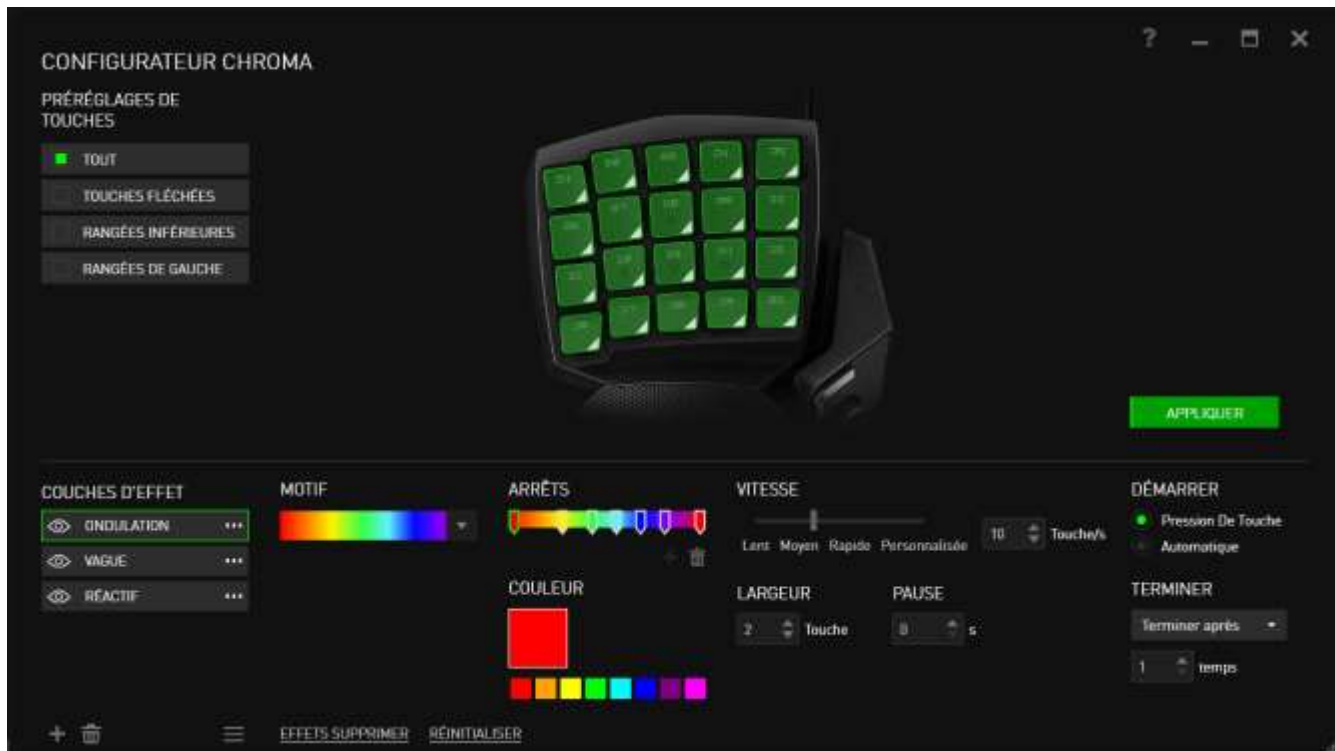 ?
CONFIGURATEUR CHROMA
PRÉRÉGLAGES DE
TOUCHES
TOUT
TOUCHES FLÉCHÉES
RANGÉES INFÉRIEURES
RANGÉES DE GAUCHE
APPLIQUER
COUCHES D'EFFET
ONDULATION
VAGUE
RÉACTIF
MOTIF
ARRÊTS
COULEUR
VITESSE
Lent Moyen Rapide Personnalisée
10 Touche/s
LARGEUR
2 Touche
PAUSE
0 s
DÉMARRER
Pression De Touche
Automatique
TERMINER
Terminer après
1 temps
EFFETS SUPPRIMER RÉINITIALISER